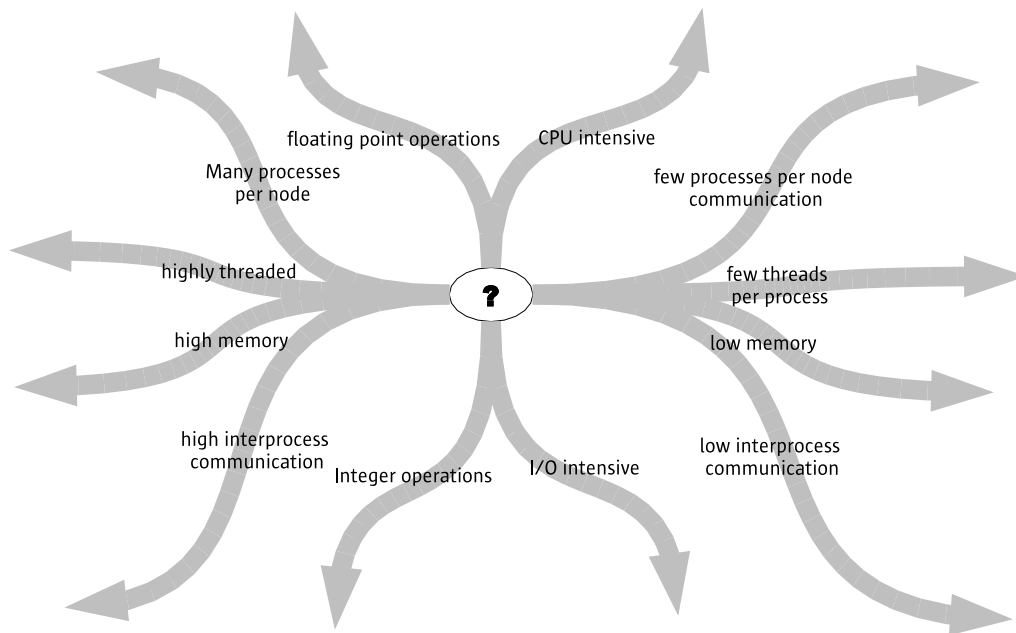 floating point operations
CPU intensive
Many processes
per node
few processes per node
communication
highly threaded
few threads
per process
?
high memory
low memory
high interprocess
communication
low interprocess
communication
Integer operations
I/O intensive